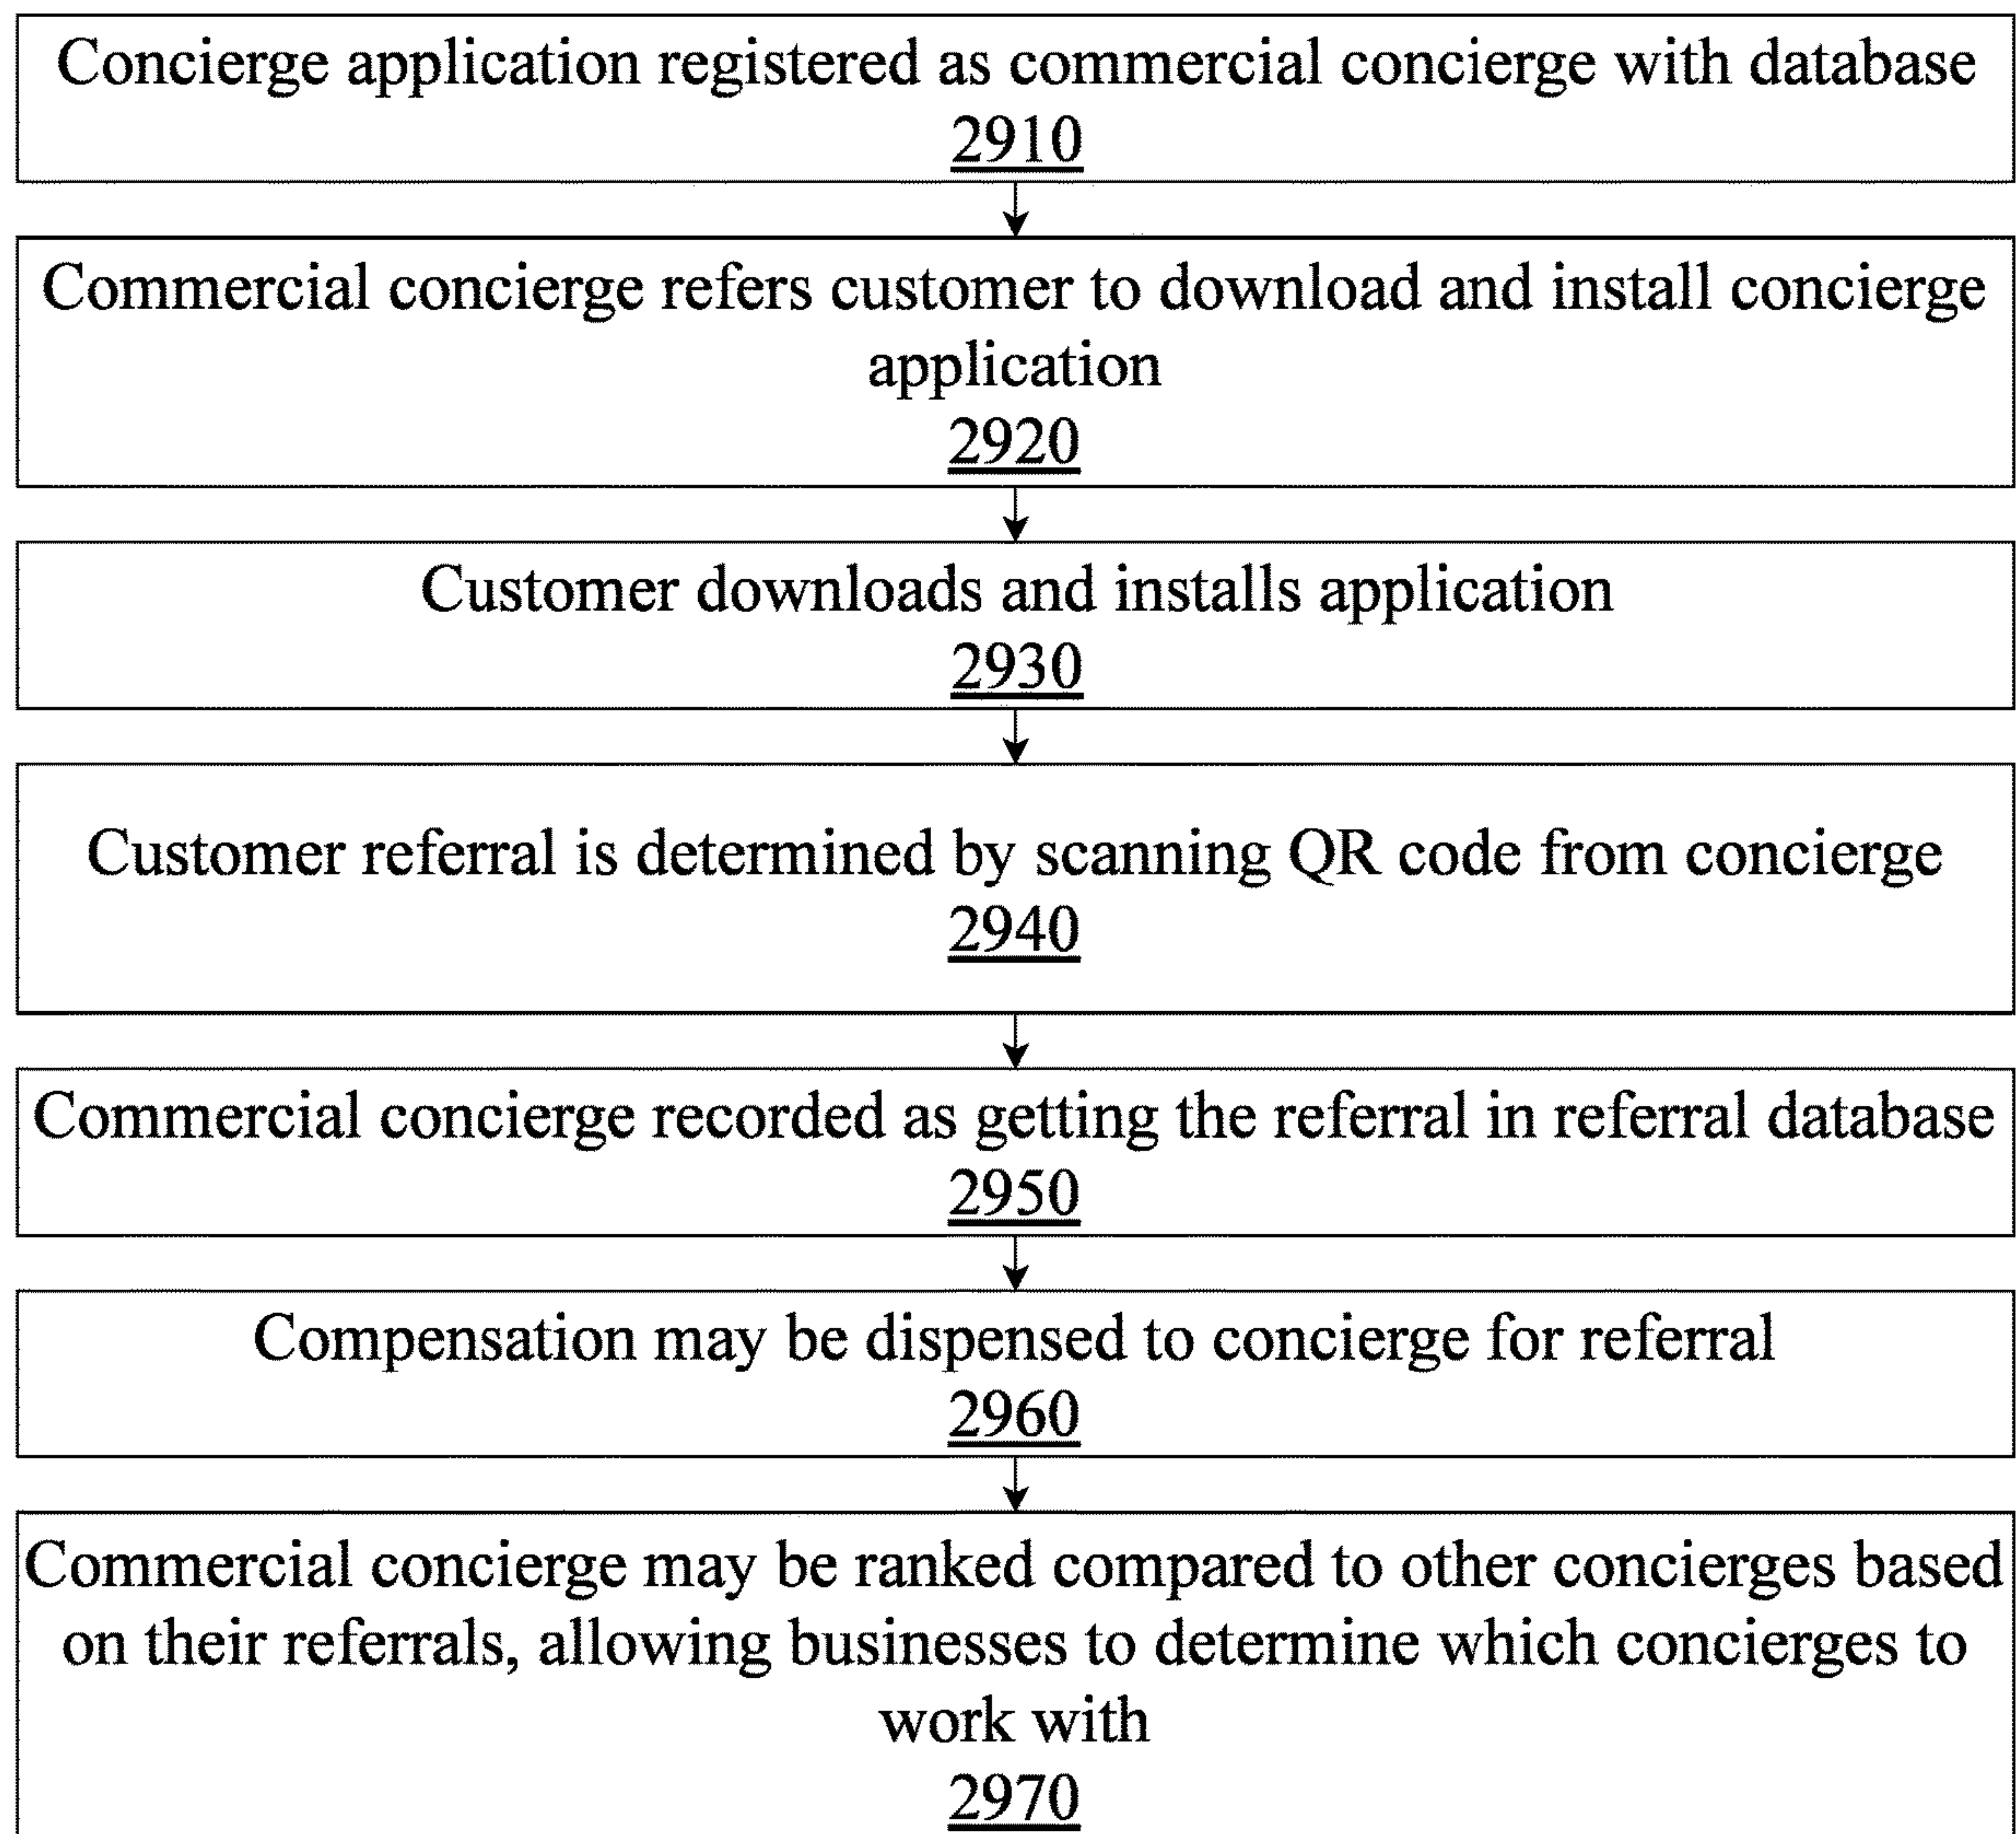 Concierge application registered as commercial concierge with database
2910
Commercial concierge refers customer to download and install concierge
application
2920
Customer downloads and installs application
2930
Customer referral is determined by scanning QR code from concierge
2940
Commercial concierge recorded as getting the referral in referral database
2950
Compensation may be dispensed to concierge for referral
2960
Commercial concierge may be ranked compared to other concierges based
on their referrals, allowing businesses to determine which concierges to
work with
2970